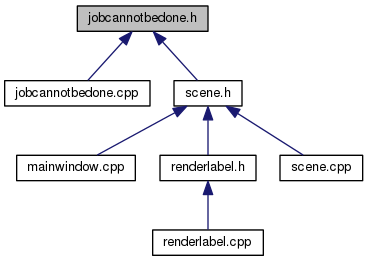 jobcannotbedone.h
jobcannotbedone.cpp
scene.h
mainwindow.cpp
renderlabel.h
scene.cpp
renderlabel.cpp